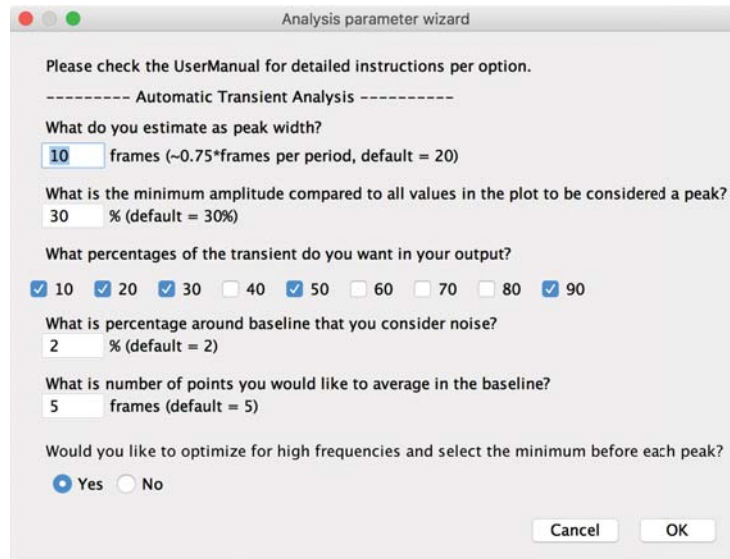 Analysis parameter wizard
Please check the UserManual for detailed instructions per option.
--------- Automatic Transient Analysis ----------
What do you estimate as peak width?
10 frames (~0.75*frames per period, default = 20)
What is the minimum amplitude compared to all values in the plot to be considered a peak?
30 % (default = 30%)
What percentages of the transient do you want in your output?
10 20 30 40 50 60 70 80 90
What is percentage around baseline that you consider noise?
2 % (default = 2)
What is number of points you would like to average in the baseline?
5 frames (default = 5)
Would you like to optimize for high frequencies and select the minimum before each peak?
Yes No
Cancel OK